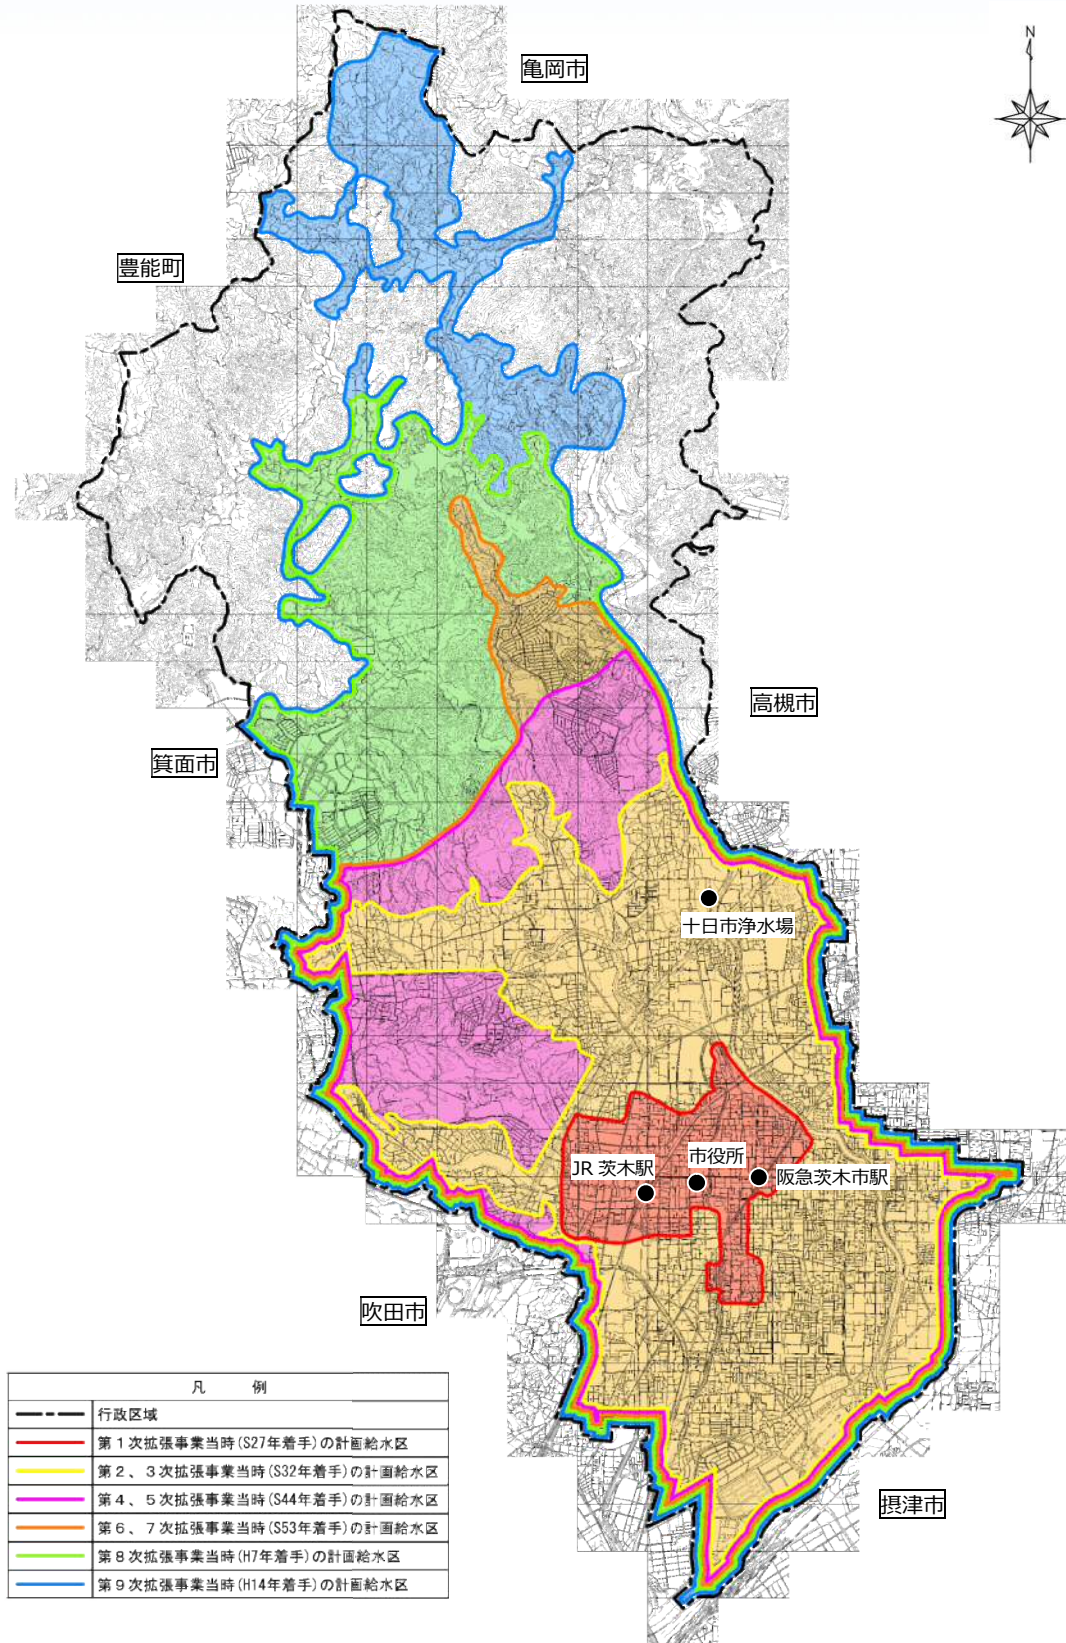 N
亀岡市
豊能町
高槻市
箕面市
十日市浄水場
JR 茨木駅
市役所
阪急茨木市駅
吹田市
摂津市
凡 例
行政区域
第1次拡張事業当時(S27年着手)の計画給水区
第2、3次拡張事業当時(S32年着手)の計画給水区
第4、5次拡張事業当時(S44年着手)の計画給水区
第6、7次拡張事業当時(S53年着手)の計画給水区
第8次拡張事業当時(H7年着手)の計画給水区
第9次拡張事業当時(H14年着手)の計画給水区